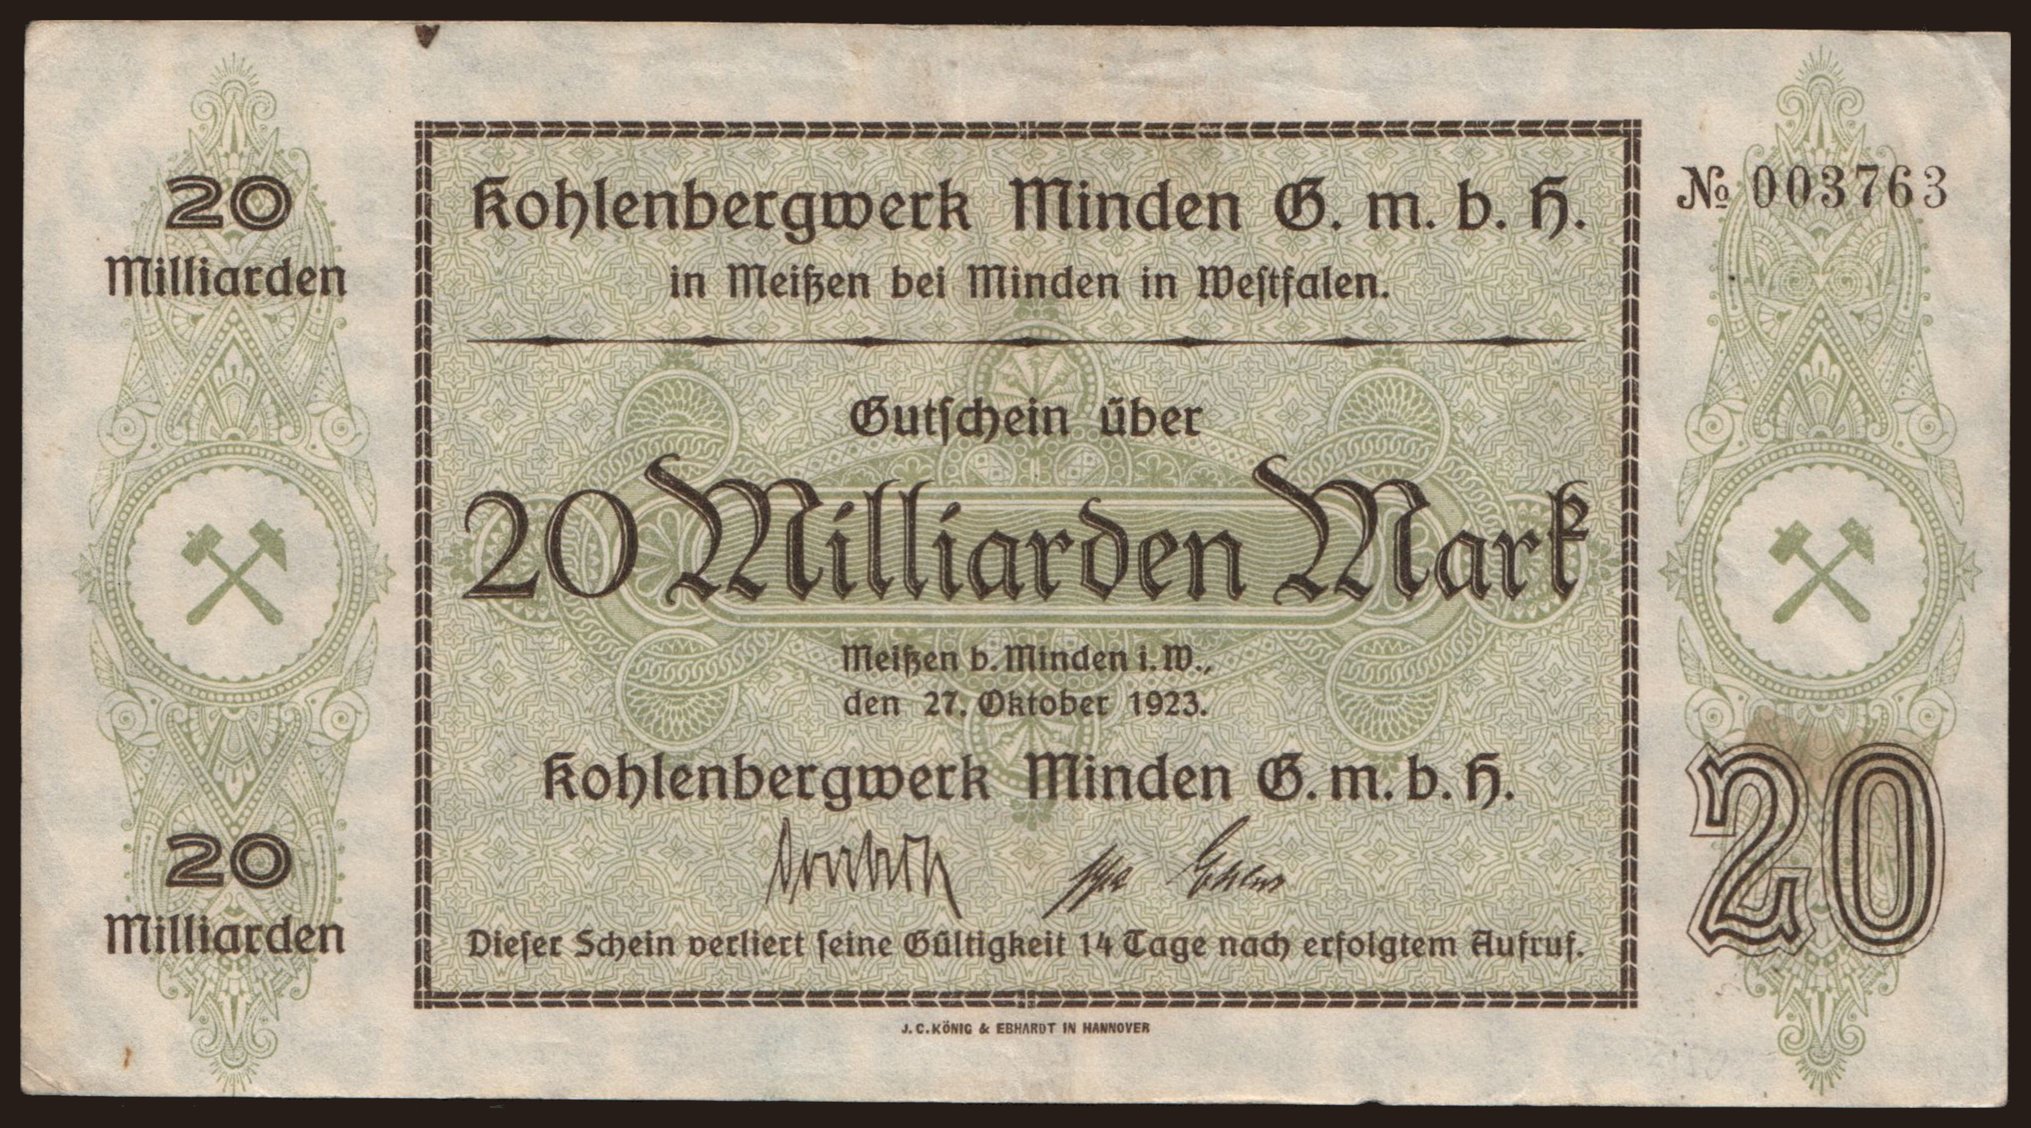 20
Milliarden
№ 003763
Kohlenbergwerk Minden G. m. b. H.
in Meißen bei Minden in Westfalen.
Gutschein über
20 Milliarden Mark
Meißen b. Minden i. W.,
den 27. Oktober 1923.
Kohlenbergwerk Minden G. m. b. H.
20
Milliarden
20
Dieser Schein verliert seine Gültigkeit 14 Tage nach erfolgtem Aufruf.
J. C. KÖNIG & EBHARDT IN HANNOVER